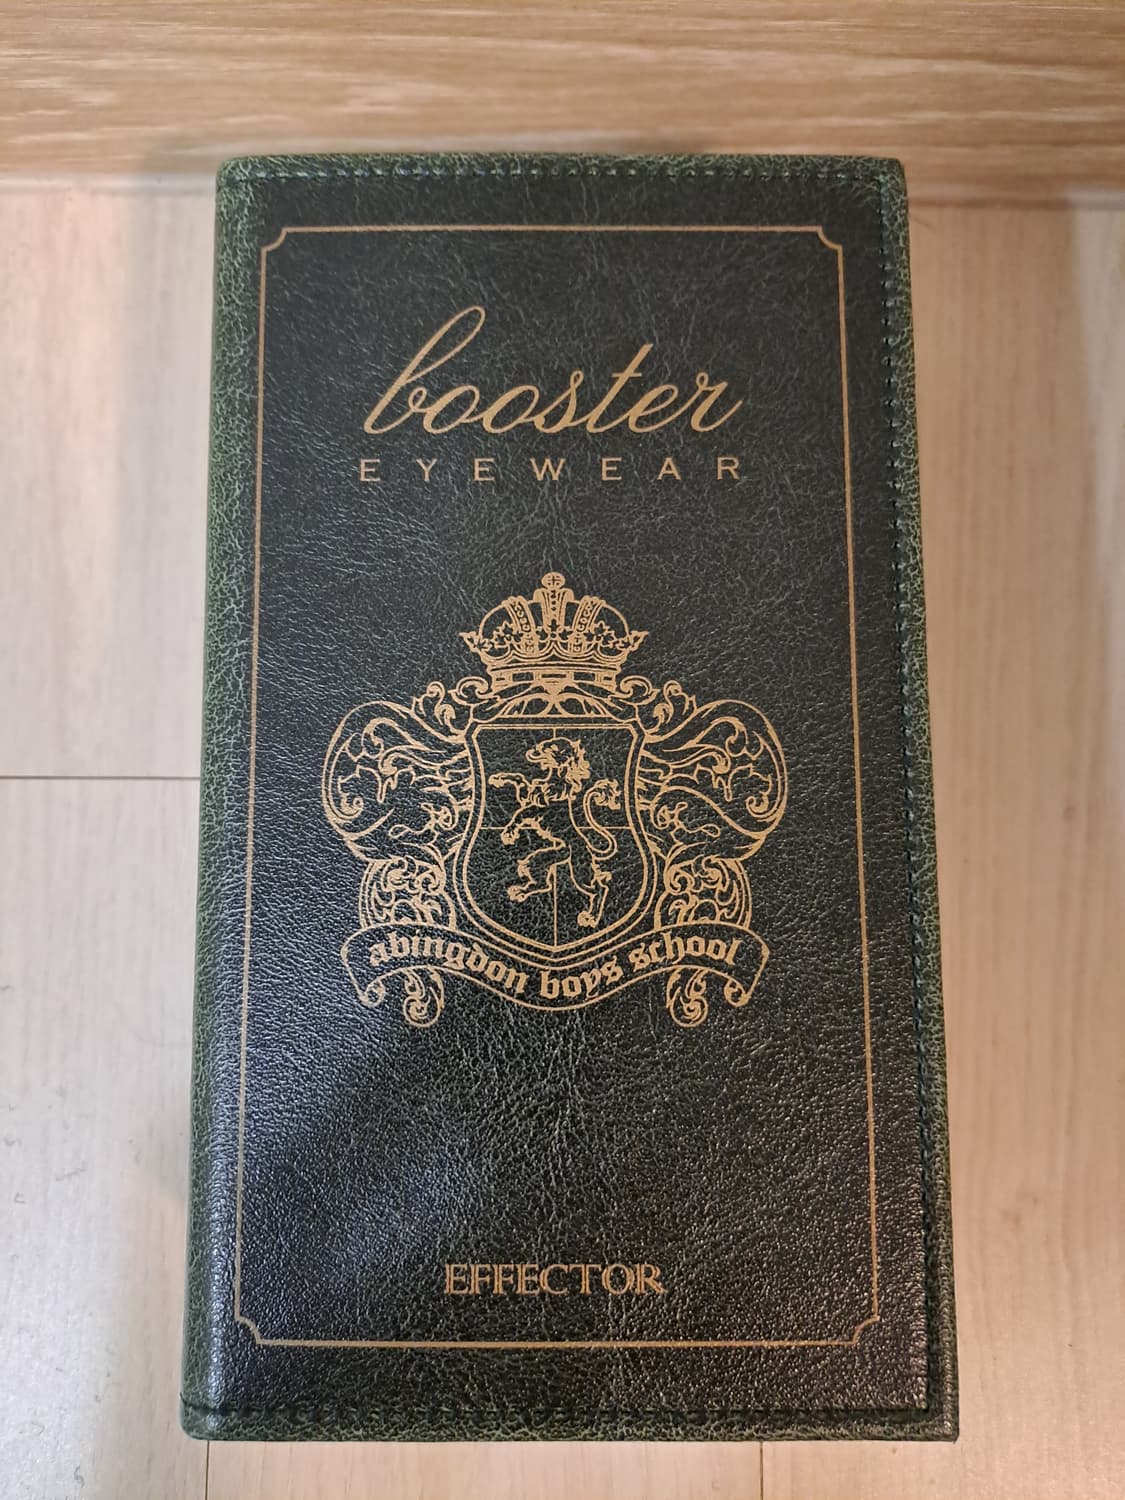 booster
EYEWEAR
abingdon boys school
EFFECTOR